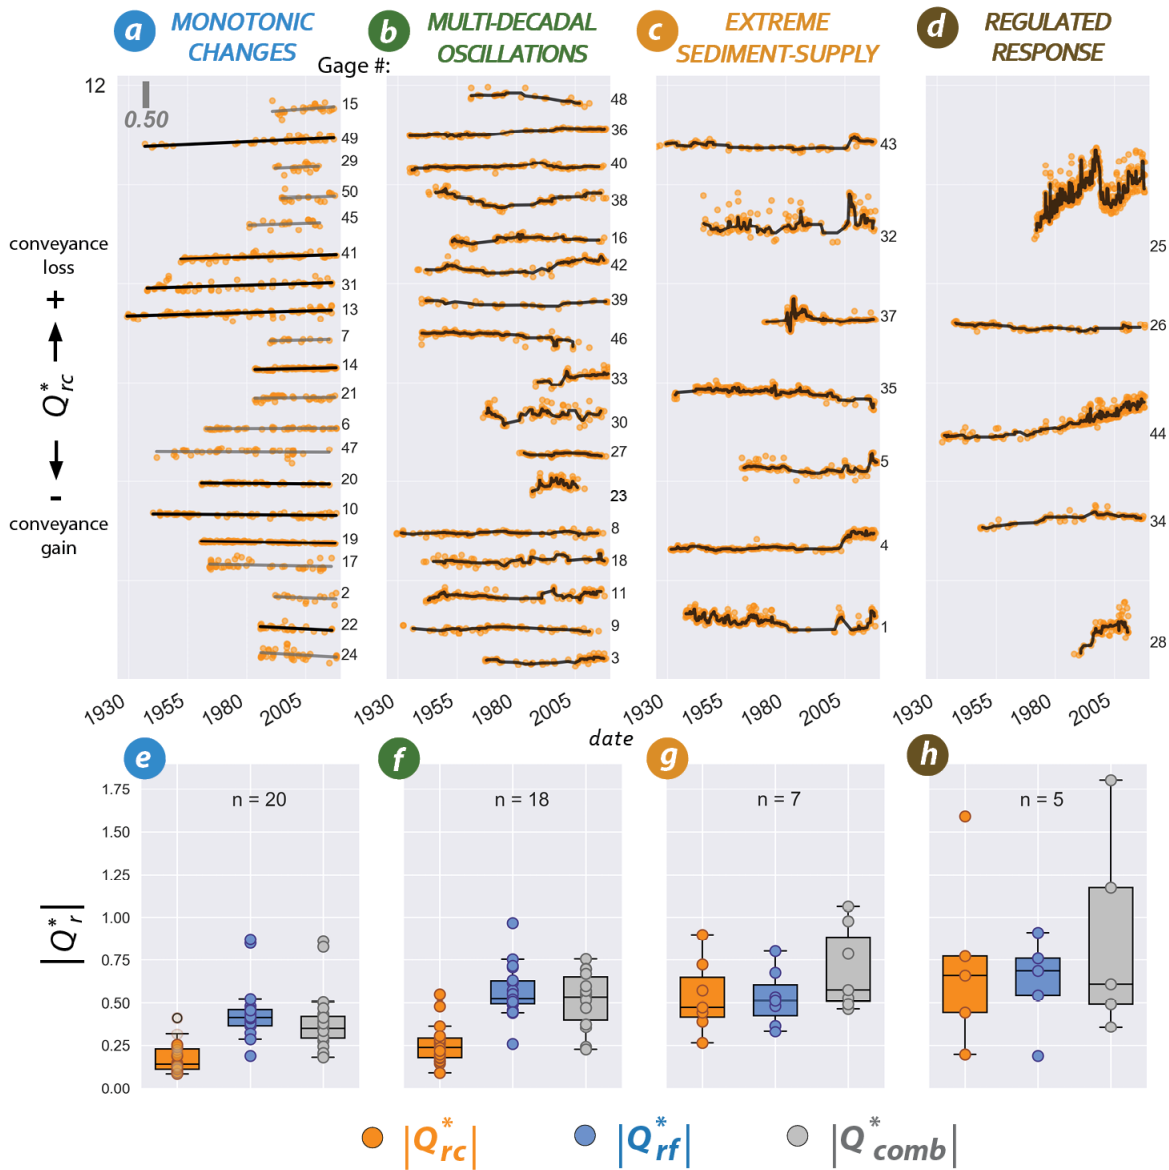 a MONOTONIC
CHANGES
b MULTI-DECADAL
OSCILLATIONS
c EXTREME
SEDIMENT-SUPPLY
d REGULATED
RESPONSE
Gage #:
12
0.50
conveyance
loss
+
Q*rc
-
conveyance
gain
15
49
29
50
45
41
31
13
7
14
21
6
47
20
10
19
17
2
22
24
48
36
40
38
16
42
39
46
33
30
27
23
8
18
11
9
3
43
32
37
35
5
4
1
25
26
44
34
28
1930 1955 1980 2005
1930 1955 1980 2005
1930 1955 1980 2005
1930 1955 1980 2005
date
e
f
g
h
n = 20
n = 18
n = 7
n = 5
1.75
1.50
1.25
1.00
0.75
0.50
0.25
0.00
|Q*r|
|Q*rc| |Q*rf| |Q*comb|